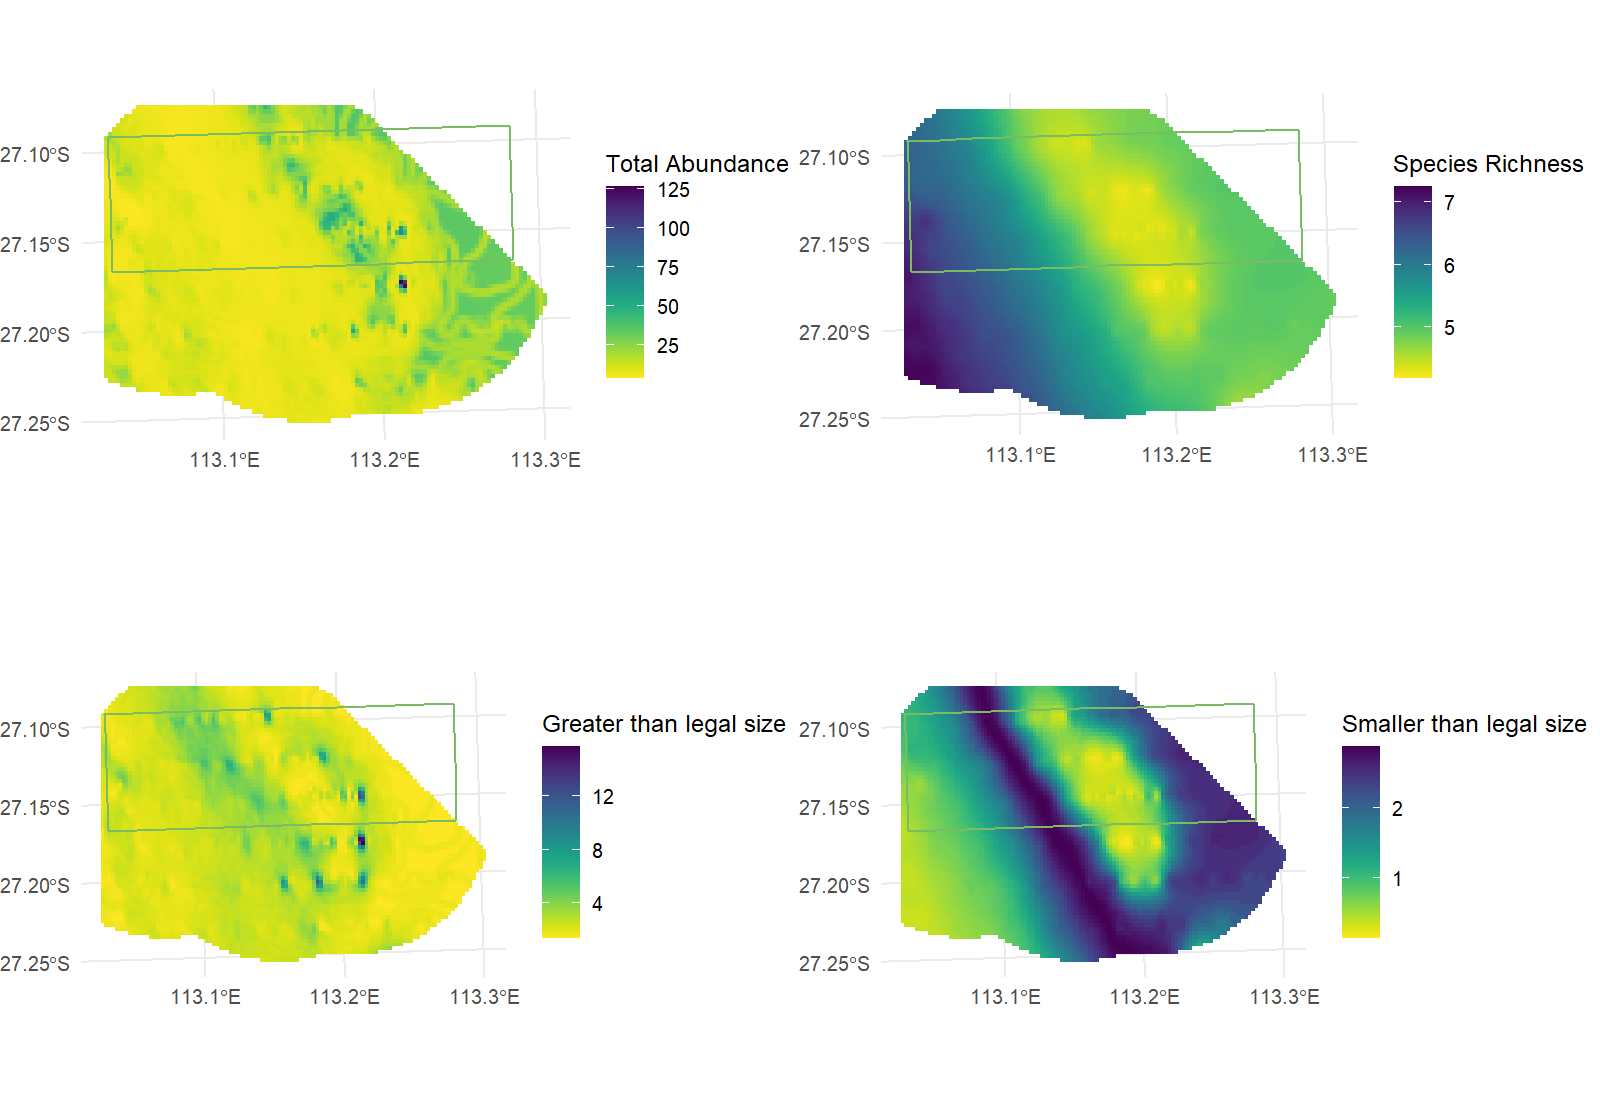 Total Abundance
125
100
75
50
25
27.10°S
27.15°S
27.20°S
27.25°S
113.1°E
113.2°E
113.3°E
Species Richness
7
6
5
27.10°S
27.15°S
27.20°S
27.25°S
113.1°E
113.2°E
113.3°E
Greater than legal size
12
8
4
27.10°S
27.15°S
27.20°S
27.25°S
113.1°E
113.2°E
113.3°E
Smaller than legal size
2
1
27.10°S
27.15°S
27.20°S
27.25°S
113.1°E
113.2°E
113.3°E